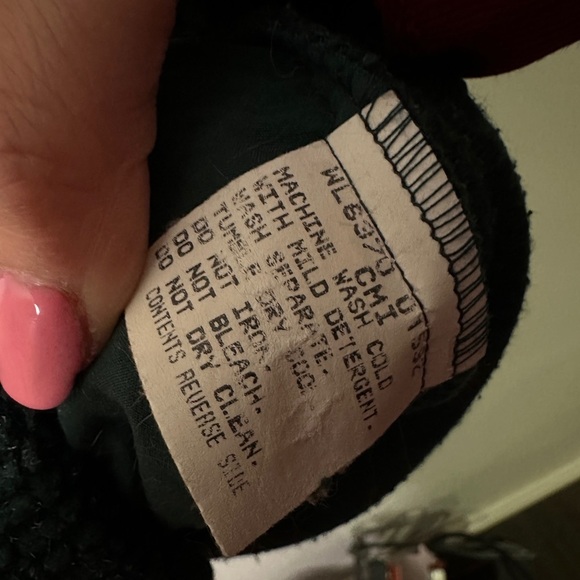 WL6370
CMI
MACHINE WASH COLD
WITH MILD DETERGENT.
WASH SEPARATE.
TUMBLE DRY COOL
DO NOT IRON.
DO NOT BLEACH.
DO NOT DRY CLEAN.
CONTENTS REVERSE SIDE